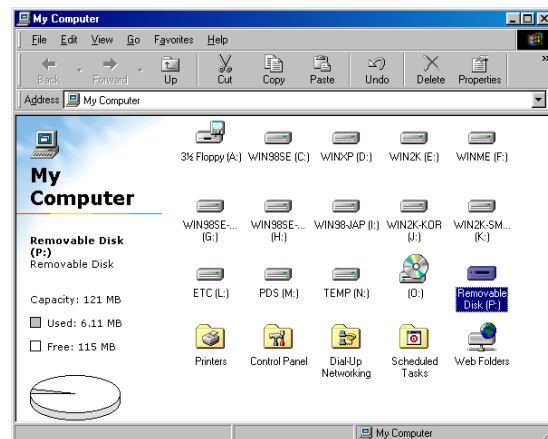 My Computer
File Edit View Go Favorites Help
Back Forward Up Cut Copy Paste Undo Delete Properties »
Address My Computer
My
Computer
Removable Disk
(P:)
Removable Disk
Capacity: 121 MB
Used: 6.11 MB
Free: 115 MB
3½ Floppy (A:) WIN98SE (C:) WINXP (D:) WIN2K (E:) WINME (F:)
WIN98SE-... WIN98SE-... WIN98-JAP (I:) WIN2K-KOR WIN2K-SM...
(G:) (H:) (J:) (K:)
ETC (L:) PDS (M:) TEMP (N:) (O:) Removable
Disk (P:)
Printers Control Panel Dial-Up Scheduled Web Folders
Networking Tasks
My Computer